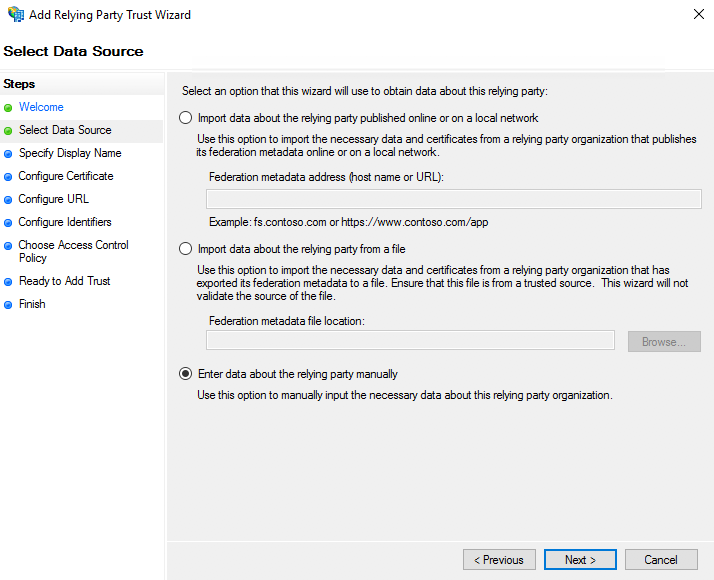 Add Relying Party Trust Wizard
Select Data Source
Steps
Welcome
Select Data Source
Specify Display Name
Configure Certificate
Configure URL
Configure Identifiers
Choose Access Control
Policy
Ready to Add Trust
Finish
Select an option that this wizard will use to obtain data about this relying party:
Import data about the relying party published online or on a local network
Use this option to import the necessary data and certificates from a relying party organization that publishes
its federation metadata online or on a local network.
Federation metadata address (host name or URL):
Example: fs.contoso.com or https://www.contoso.com/app
Import data about the relying party from a file
Use this option to import the necessary data and certificates from a relying party organization that has
exported its federation metadata to a file. Ensure that this file is from a trusted source.  This wizard will not
validate the source of the file.
Federation metadata file location:
Browse...
Enter data about the relying party manually
Use this option to manually input the necessary data about this relying party organization.
< Previous
Next >
Cancel